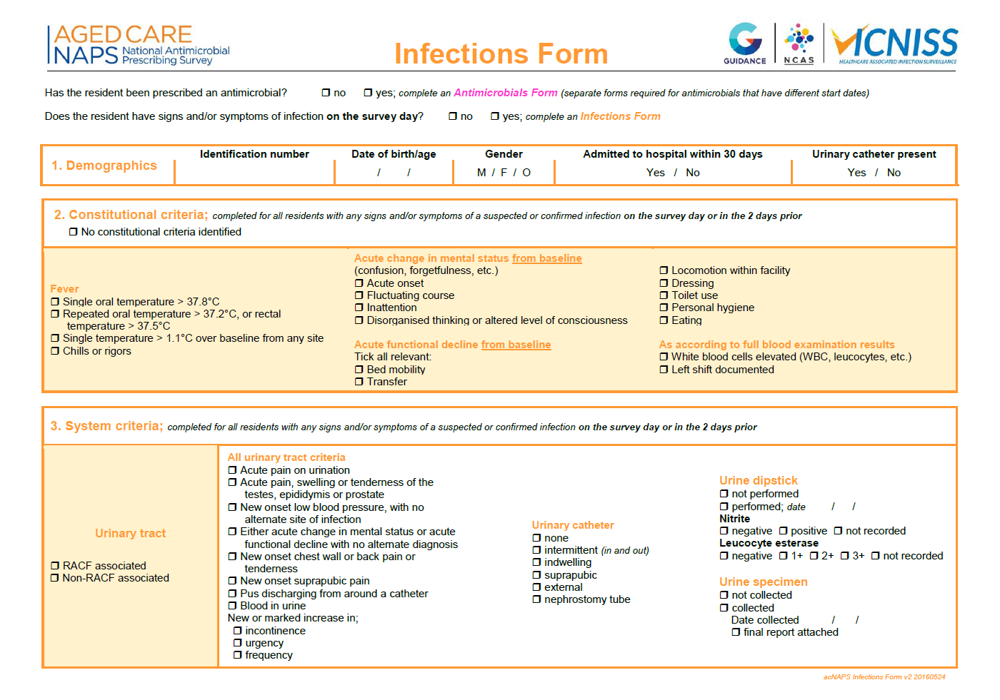 AGED CARE
NAPS National Antimicrobial
Prescribing Survey
Infections Form
GUIDANCE
NCAS
VICNISS
HEALTHCARE ASSOCIATED INFECTION SURVEILLANCE
Has the resident been prescribed an antimicrobial? ❒ no ❒ yes; complete an Antimicrobials Form (separate forms required for antimicrobials that have different start dates)
Does the resident have signs and/or symptoms of infection on the survey day? ❒ no ❒ yes; complete an Infections Form
1. Demographics
Identification number
Date of birth/age
/ /
Gender
M / F / O
Admitted to hospital within 30 days
Yes / No
Urinary catheter present
Yes / No
2. Constitutional criteria; completed for all residents with any signs and/or symptoms of a suspected or confirmed infection on the survey day or in the 2 days prior
❒ No constitutional criteria identified
Fever
❒ Single oral temperature > 37.8°C
❒ Repeated oral temperature > 37.2°C, or rectal
temperature > 37.5°C
❒ Single temperature > 1.1°C over baseline from any site
❒ Chills or rigors
Acute change in mental status from baseline
(confusion, forgetfulness, etc.)
❒ Acute onset
❒ Fluctuating course
❒ Inattention
❒ Disorganised thinking or altered level of consciousness
Acute functional decline from baseline
Tick all relevant:
❒ Bed mobility
❒ Transfer
❒ Locomotion within facility
❒ Dressing
❒ Toilet use
❒ Personal hygiene
❒ Eating
As according to full blood examination results
❒ White blood cells elevated (WBC, leucocytes, etc.)
❒ Left shift documented
3. System criteria; completed for all residents with any signs and/or symptoms of a suspected or confirmed infection on the survey day or in the 2 days prior
Urinary tract
❒ RACF associated
❒ Non-RACF associated
All urinary tract criteria
❒ Acute pain on urination
❒ Acute pain, swelling or tenderness of the
testes, epididymis or prostate
❒ New onset low blood pressure, with no
alternate site of infection
❒ Either acute change in mental status or acute
functional decline with no alternate diagnosis
❒ New onset chest wall or back pain or
tenderness
❒ New onset suprapubic pain
❒ Pus discharging from around a catheter
❒ Blood in urine
New or marked increase in;
❒ incontinence
❒ urgency
❒ frequency
Urinary catheter
❒ none
❒ intermittent (in and out)
❒ indwelling
❒ suprapubic
❒ external
❒ nephrostomy tube
Urine dipstick
❒ not performed
❒ performed; date / /
Nitrite
❒ negative ❒ positive ❒ not recorded
Leucocyte esterase
❒ negative ❒ 1+ ❒ 2+ ❒ 3+ ❒ not recorded
Urine specimen
❒ not collected
❒ collected
Date collected / /
❒ final report attached
acNAPS Infections Form v2 20160524